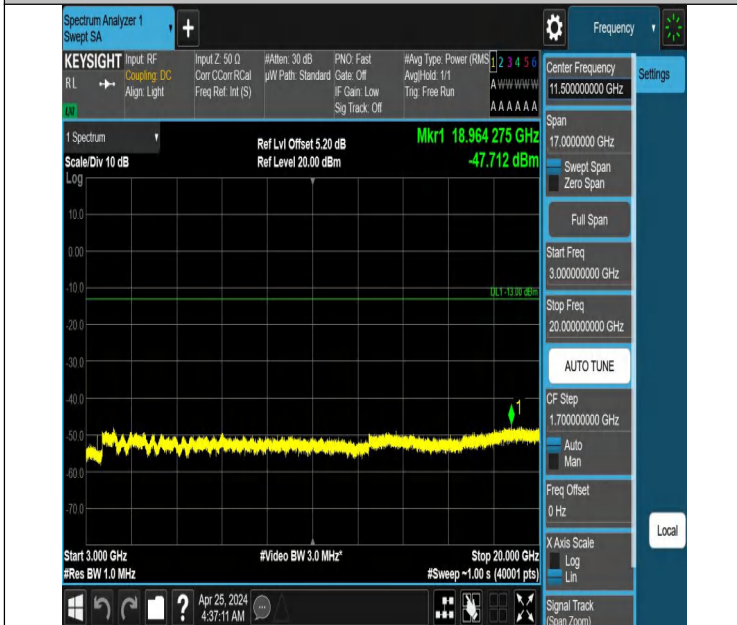 Spectrum Analyzer 1
Swept SA
+
Frequency
KEYSIGHT
RL
Input: RF
Coupling: DC
Align: Light
Input Z: 50 Ω
Corr CCorr RCal
Freq Ref: Int (S)
#Atten: 30 dB
µW Path: Standard
PNO: Fast
Gate: Off
IF Gain: Low
Sig Track: Off
#Avg Type: Power (RMS
Avg|Hold: 1/1
Trig: Free Run
1 2 3 4 5 6
A W W W W W
A A A A A A
1 Spectrum
Scale/Div 10 dB
Log
Ref Lvl Offset 5.20 dB
Ref Level 20.00 dBm
Mkr1 18.964 275 GHz
-47.712 dBm
10.0
0.00
-10.0
DL1 -13.00 dBm
-20.0
-30.0
-40.0
1
-50.0
-60.0
-70.0
Start 3.000 GHz
#Res BW 1.0 MHz
#Video BW 3.0 MHz*
Stop 20.000 GHz
#Sweep ~1.00 s (40001 pts)
?
Apr 25, 2024
4:37:11 AM
Center Frequency
11.500000000 GHz
Settings
Span
17.0000000 GHz
Swept Span
Zero Span
Full Span
Start Freq
3.000000000 GHz
Stop Freq
20.000000000 GHz
AUTO TUNE
CF Step
1.700000000 GHz
Auto
Man
Freq Offset
0 Hz
X Axis Scale
Log
Lin
Local
Signal Track
(Span Zoom)